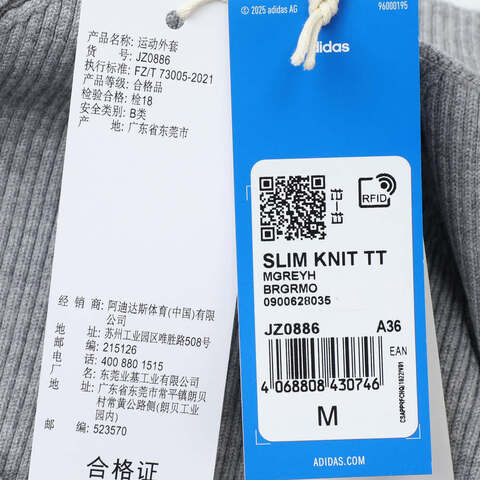 产品名称: 运动外套
货 号: JZ0886
执行标准: FZ/T 73005-2021
产品等级: 合格品
检验合格: 检18
安全类别: B类
产 地: 广东省东莞市
经 销 商: 阿迪达斯体育(中国)有限
公司
地 址: 苏州工业园区唯胜路508号
邮 编: 215126
电 话: 400 880 1515
制 造 商: 东莞业基工业有限公司
地 址: 广东省东莞市常平镇朗贝
村常黄公路侧(朗贝工业
园内)
邮 编: 523570
合格证
© 2025 adidas AG
96000195
adidas
RFID
SLIM KNIT TT
MGREYH
BRGRMO
0900628035
JZ0886 A36
EAN
4 068808 430746
M
ADIDAS.COM